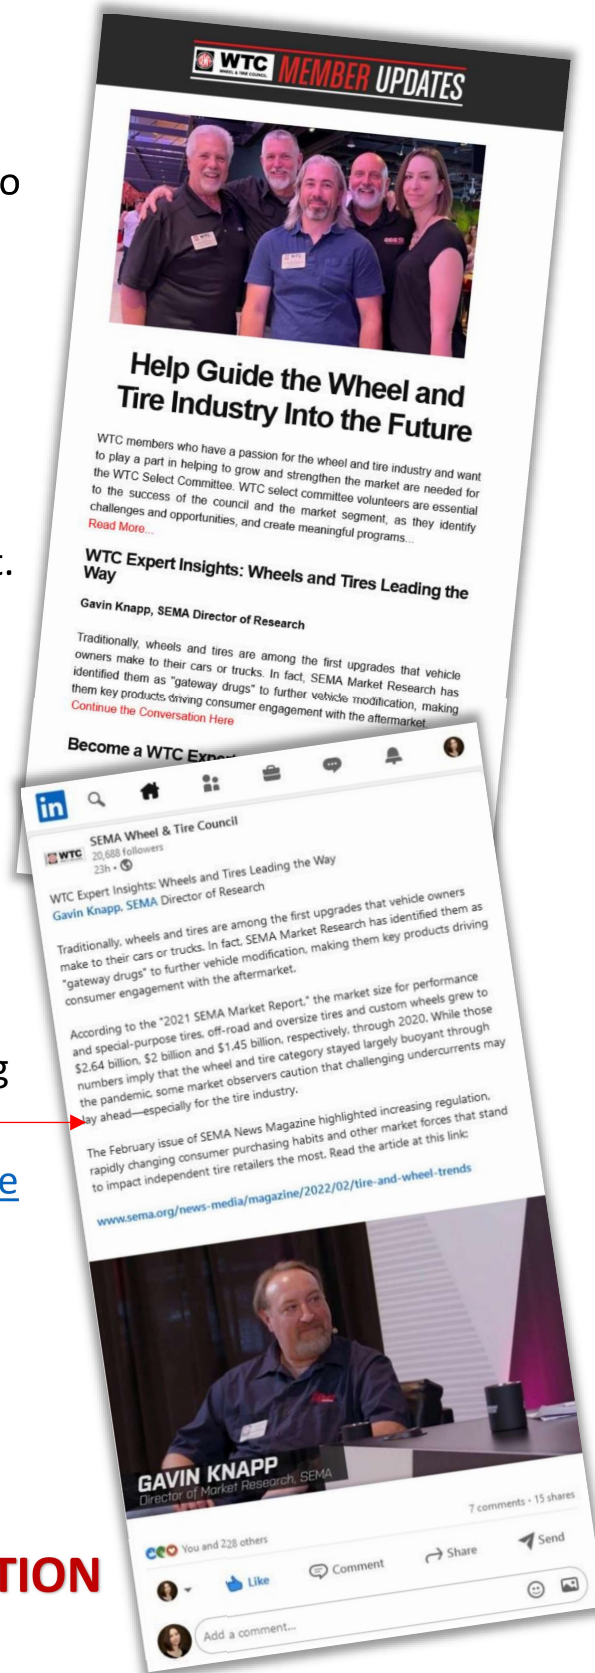 WTC
WHEEL & TIRE COUNCIL
MEMBER UPDATES
o
Help Guide the Wheel and
Tire Industry Into the Future
WTC members who have a passion for the wheel and tire industry and want
to play a part in helping to grow and strengthen the market are needed for
the WTC Select Committee. WTC select committee volunteers are essential
to the success of the council and the market segment, as they identify
challenges and opportunities, and create meaningful programs...
Read More...
t.
WTC Expert Insights: Wheels and Tires Leading the
Way
Gavin Knapp, SEMA Director of Research
Traditionally, wheels and tires are among the first upgrades that vehicle
owners make to their cars or trucks. In fact, SEMA Market Research has
identified them as "gateway drugs" to further vehicle modification, making
them key products driving consumer engagement with the aftermarket.
Continue the Conversation Here
Become a WTC Expert
in
WTC
SEMA Wheel & Tire Council
20,688 followers
23h •
WTC Expert Insights: Wheels and Tires Leading the Way
Gavin Knapp, SEMA Director of Research
Traditionally, wheels and tires are among the first upgrades that vehicle owners
make to their cars or trucks. In fact, SEMA Market Research has identified them as
"gateway drugs" to further vehicle modification, making them key products driving
consumer engagement with the aftermarket.
According to the "2021 SEMA Market Report," the market size for performance
and special-purpose tires, off-road and oversize tires and custom wheels grew to
$2.64 billion, $2 billion and $1.45 billion, respectively, through 2020. While those
numbers imply that the wheel and tire category stayed largely buoyant through
the pandemic, some market observers caution that challenging undercurrents may
lay ahead—especially for the tire industry.
g
The February issue of SEMA News Magazine highlighted increasing regulation,
rapidly changing consumer purchasing habits and other market forces that stand
to impact independent tire retailers the most. Read the article at this link:
e
www.sema.org/news-media/magazine/2022/02/tire-and-wheel-trends
GAVIN KNAPP
Director of Market Research, SEMA
You and 228 others
7 comments • 15 shares
Like
Comment
Share
Send
TION
Add a comment...